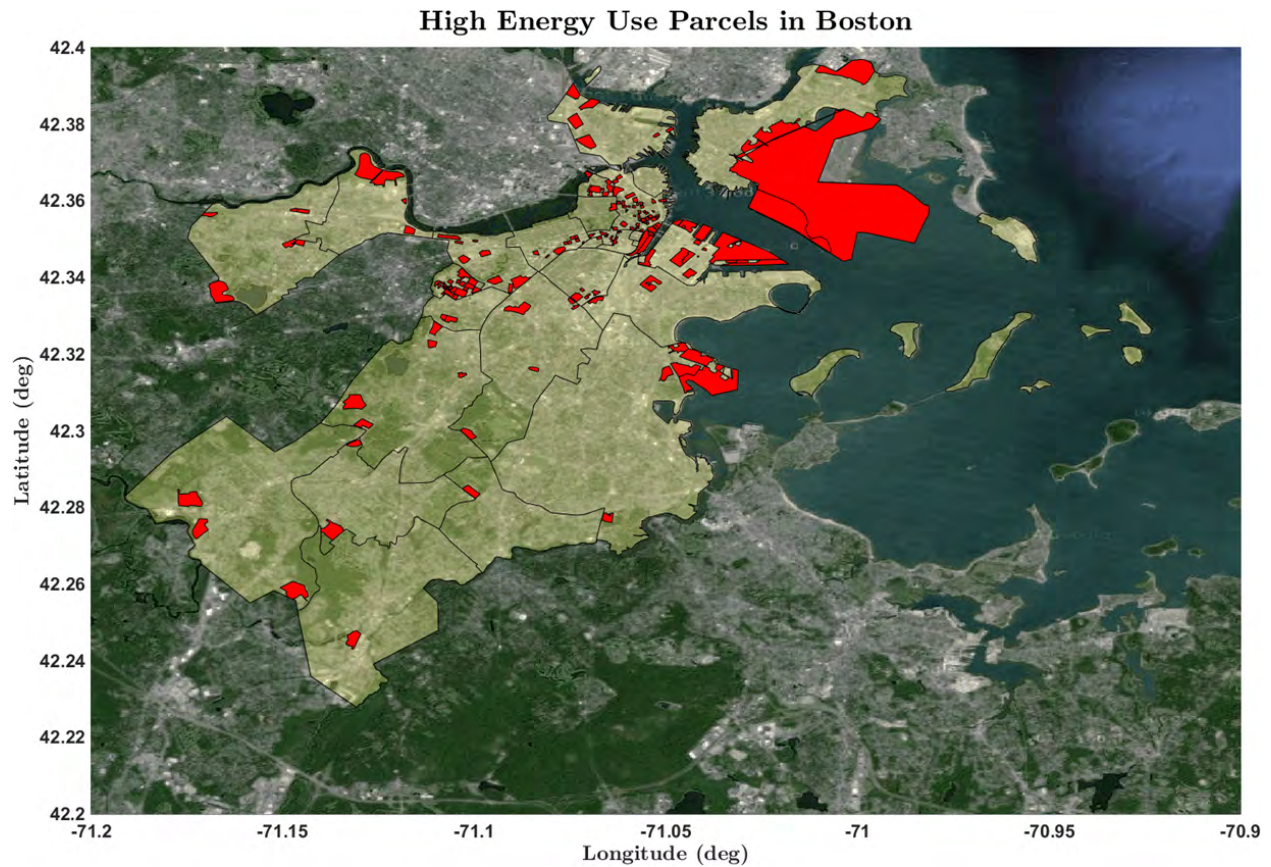 High Energy Use Parcels in Boston
42.4
42.38
42.36
42.34
42.32
42.3
42.28
42.26
42.24
42.22
42.2
Latitude (deg)
-71.2 -71.15 -71.1 -71.05 -71 -70.95 -70.9
Longitude (deg)